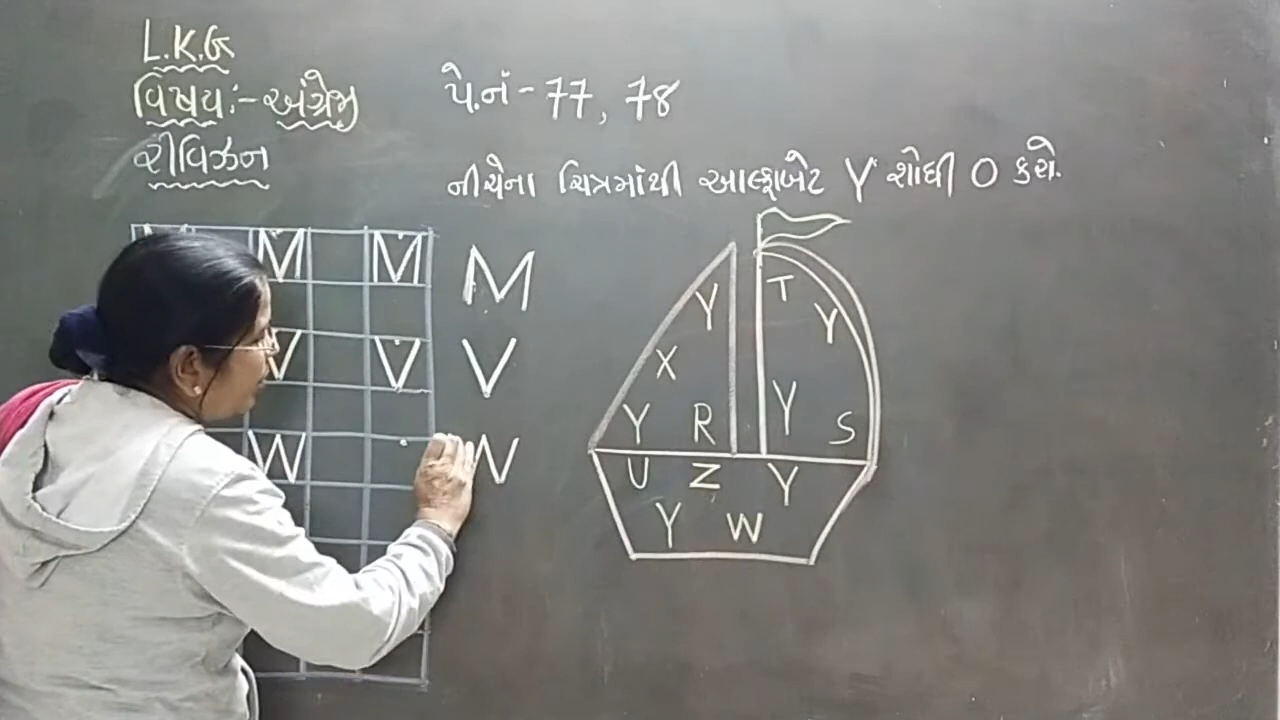 L.K.G
વિષય:- અંગ્રેજી
રીવિઝન
પે.નં - 77, 78
નીચેના ચિત્રમાંથી આલ્ફાબેટ Y શોધી O કરો.
M M M
V V V
W W
T
Y Y
X
Y R Y S
U Z Y
Y W